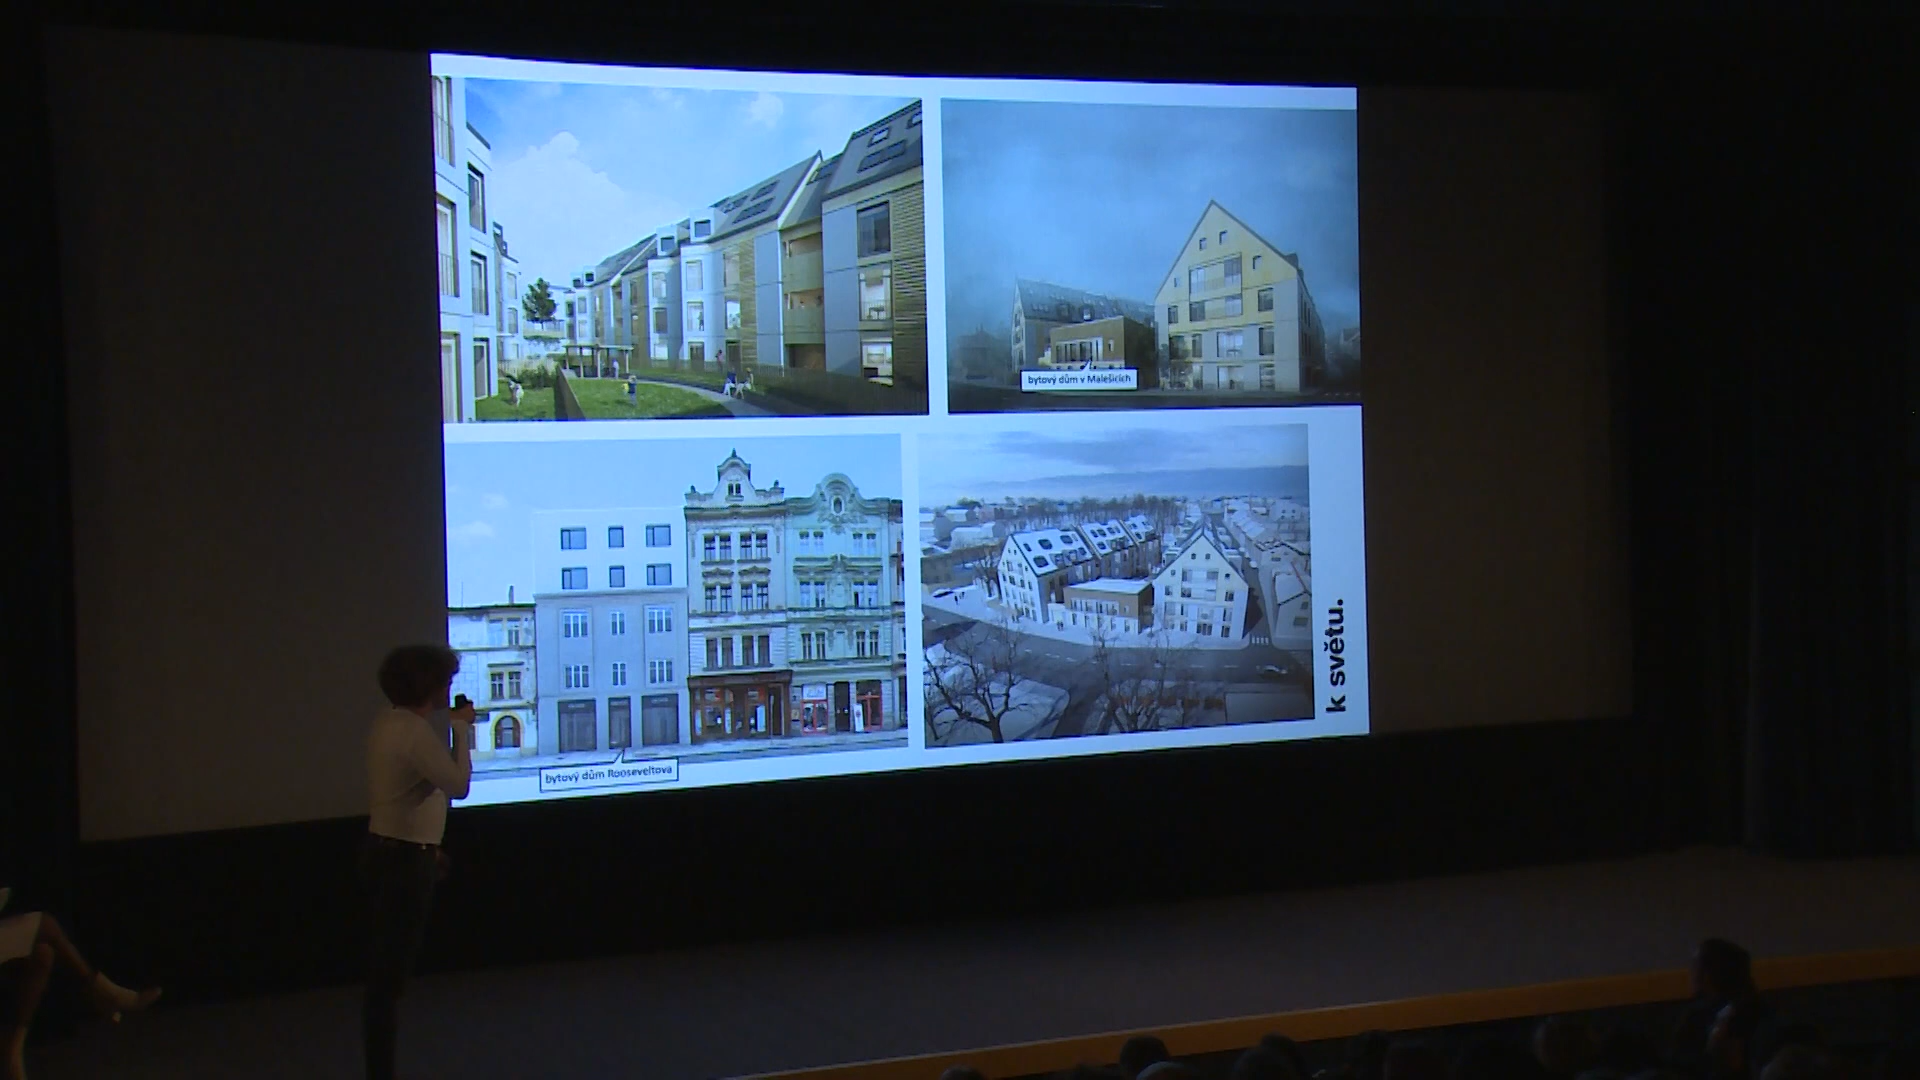 bytový dům v Malešicích
bytový dům Rooseveltova
k světu.